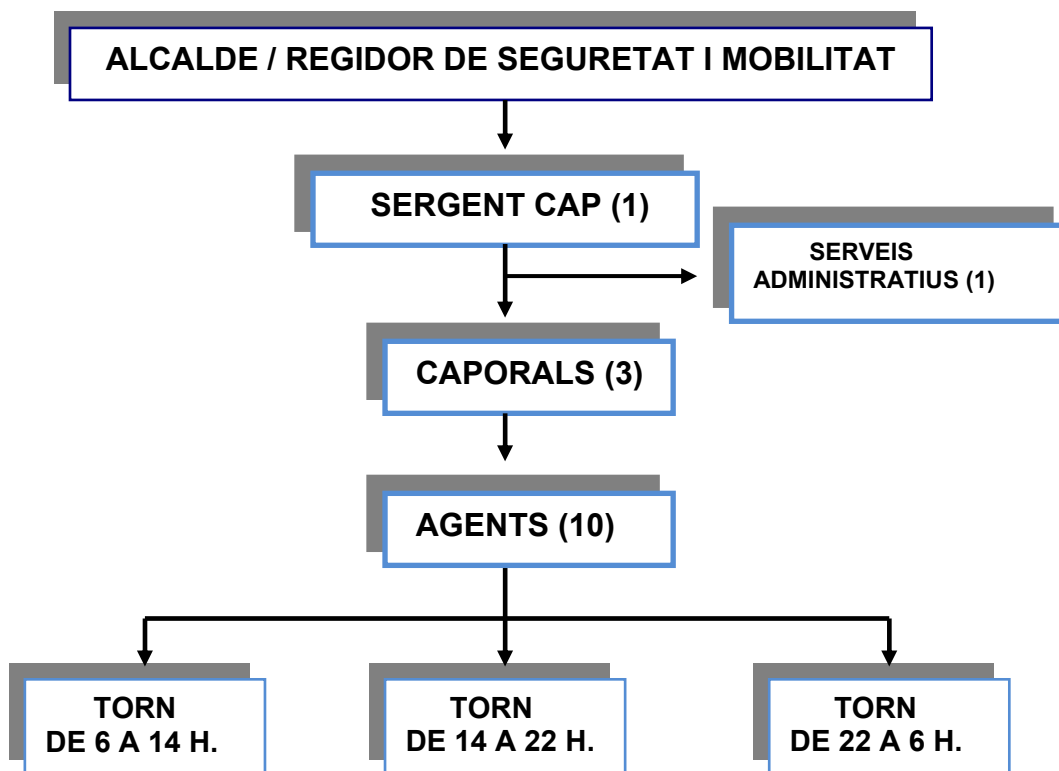 ALCALDE / REGIDOR DE SEGURETAT I MOBILITAT
SERGENT CAP (1)
SERVEIS
ADMINISTRATIUS (1)
CAPORALS (3)
AGENTS (10)
TORN
DE 6 A 14 H.
TORN
DE 14 A 22 H.
TORN
DE 22 A 6 H.